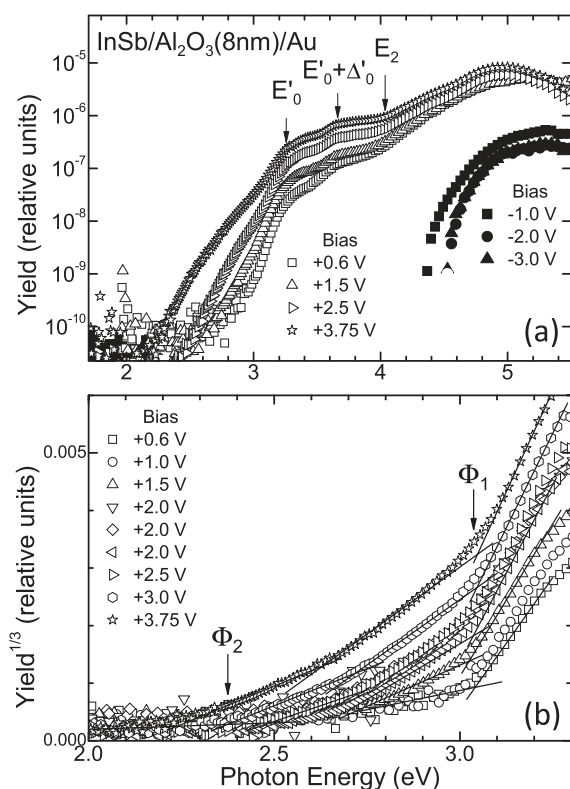 InSb/Al₂O₃(8nm)/Au
E'₀
E'₀+Δ'₀
E₂
Yield (relative units)
10⁻⁵
10⁻⁶
10⁻⁷
10⁻⁸
10⁻⁹
10⁻¹⁰
Bias
+0.6 V
+1.5 V
+2.5 V
+3.75 V
Bias
-1.0 V
-2.0 V
-3.0 V
(a)
2 3 4 5
Bias
+0.6 V
+1.0 V
+1.5 V
+2.0 V
+2.0 V
+2.0 V
+2.5 V
+3.0 V
+3.75 V
Φ₁
Φ₂
Yield¹/³ (relative units)
0.005
0.000
(b)
2.0 2.5 3.0
Photon Energy (eV)